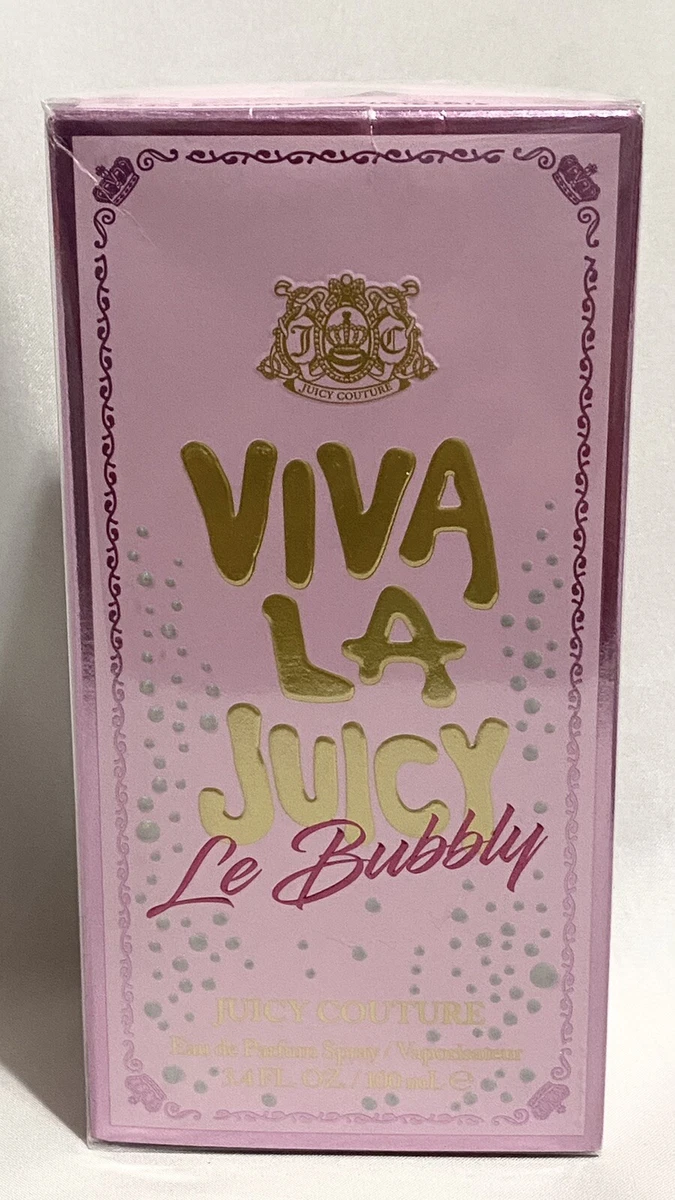 J C
JUICY COUTURE
VIVA
LA
JUICY
Le Bubbly
JUICY COUTURE
Eau de Parfum Spray / Vaporisateur
3.4 FL. OZ. / 100 mL ℮